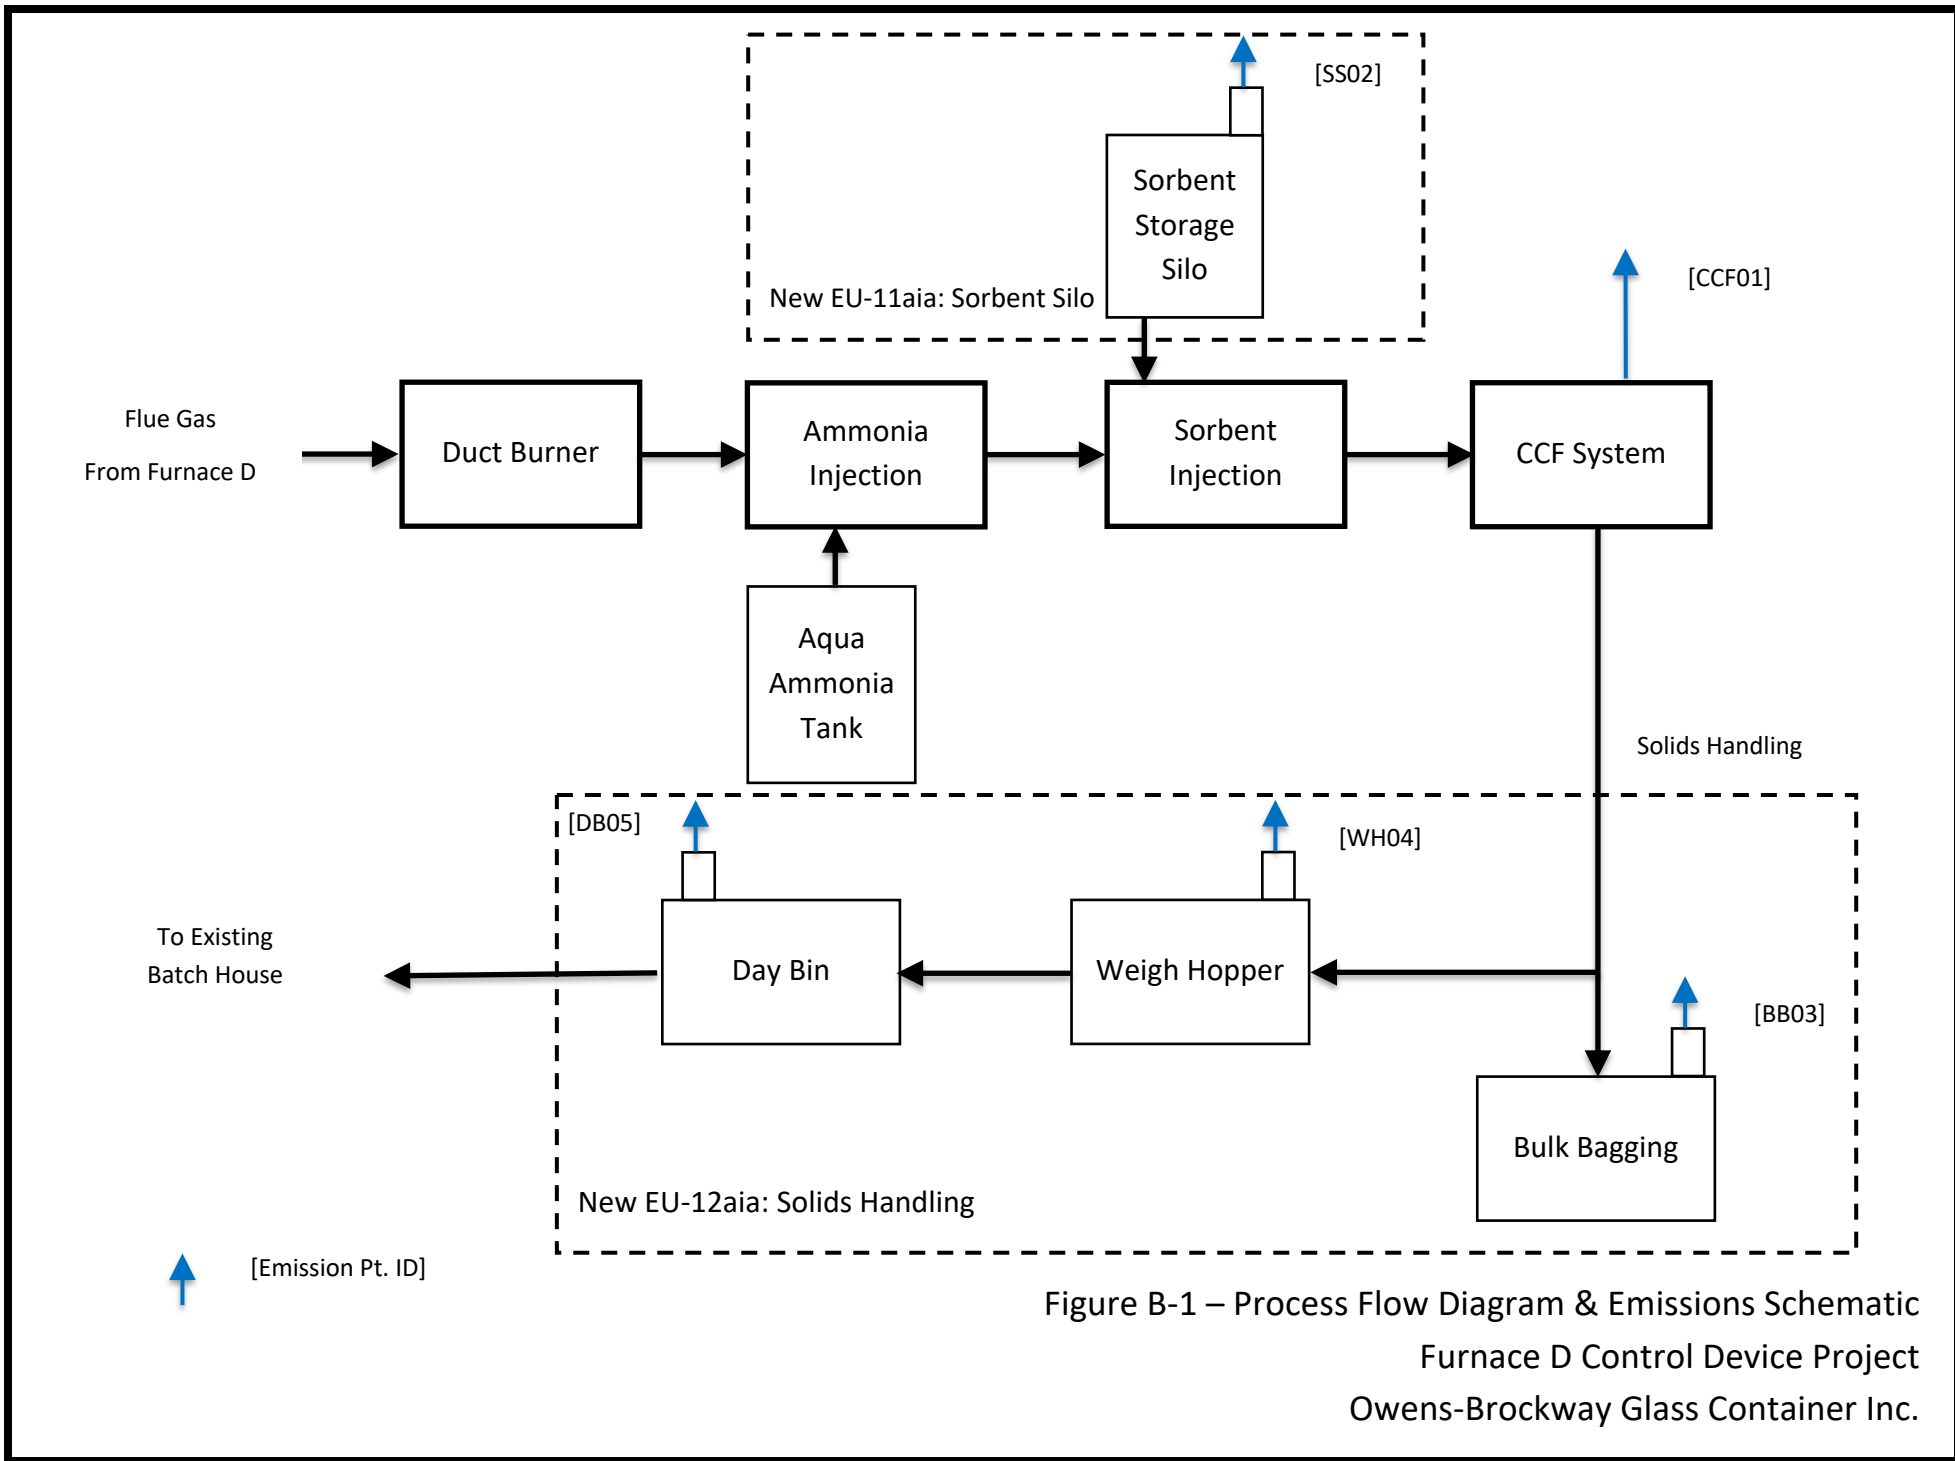 [SS02]
Sorbent
Storage
Silo
New EU-11aia: Sorbent Silo
[CCF01]
Flue Gas
From Furnace D
Duct Burner
Ammonia
Injection
Sorbent
Injection
CCF System
Aqua
Ammonia
Tank
Solids Handling
[DB05]
[WH04]
To Existing
Batch House
Day Bin
Weigh Hopper
[BB03]
Bulk Bagging
New EU-12aia: Solids Handling
[Emission Pt. ID]
Figure B-1 – Process Flow Diagram & Emissions Schematic
Furnace D Control Device Project
Owens-Brockway Glass Container Inc.